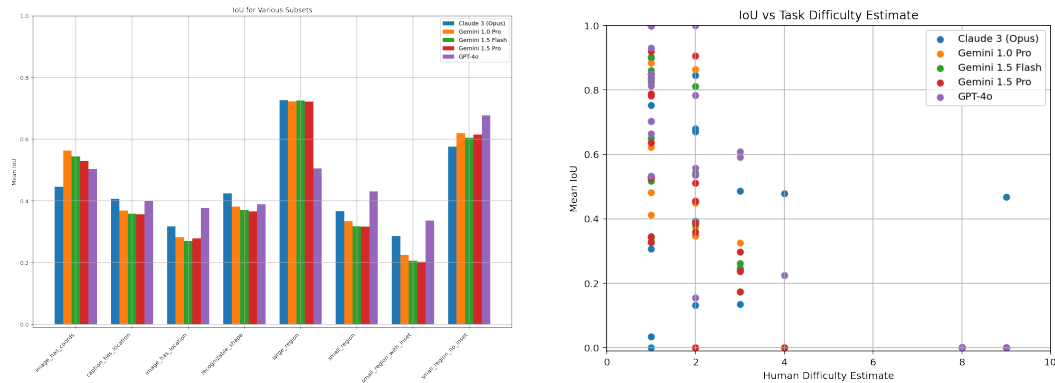 IoU for Various Subsets
Claude 3 (Opus)
Gemini 1.0 Pro
Gemini 1.5 Flash
Gemini 1.5 Pro
GPT-4o
1.0
0.8
0.6
0.4
0.2
0.0
Mean IoU
image_has_coords
caption_has_location
image_has_location
recognizable_shape
large_region
small_region
small_region_with_inset
small_region_no_inset
IoU vs Task Difficulty Estimate
Claude 3 (Opus)
Gemini 1.0 Pro
Gemini 1.5 Flash
Gemini 1.5 Pro
GPT-4o
1.0
0.8
0.6
0.4
0.2
0.0
Mean IoU
0 2 4 6 8 10
Human Difficulty Estimate